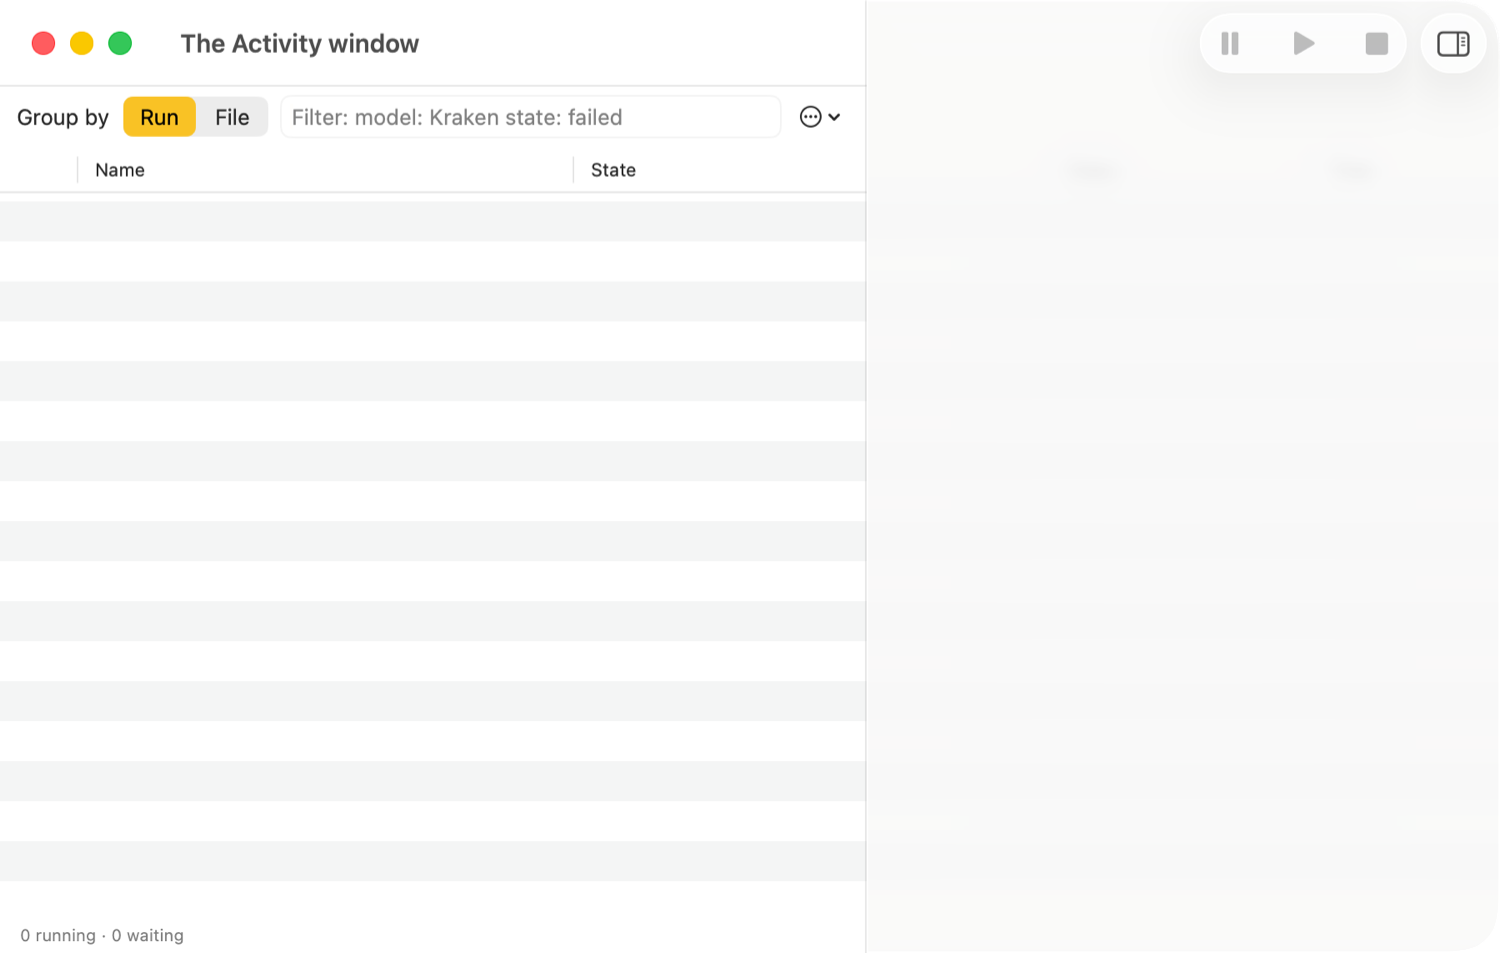 The Activity window
Group by Run File Filter: model: Kraken state: failed
Name State
0 running · 0 waiting